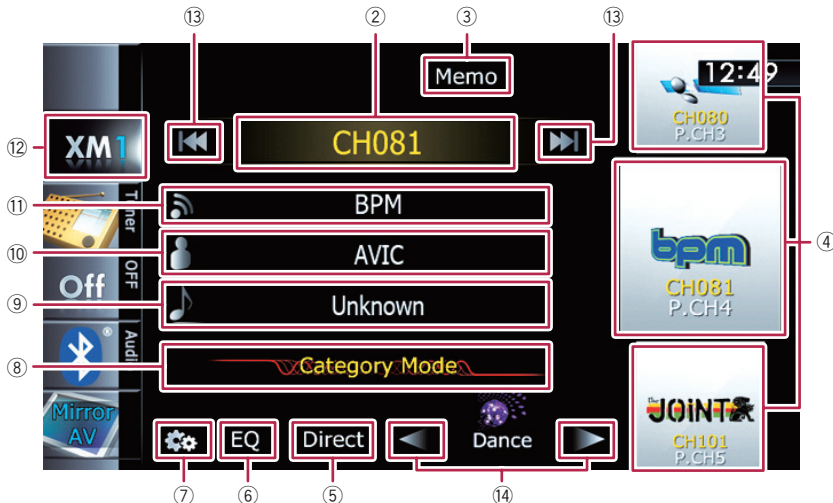 ⑬
②
③
⑬
Memo
12:49
CH080
P.CH3
⑫
XM1
CH081
Tuner
⑪
BPM
④
⑩
AVIC
bpm
OFF
Off
CH081
P.CH4
⑨
Unknown
Audio
⑧
Category Mode
the JOINT
Mirror
AV
EQ
Direct
Dance
CH101
P.CH5
⑦
⑥
⑤
⑭